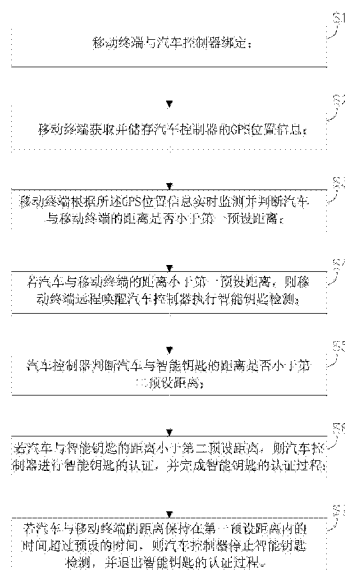 S1
移动终端与汽车控制器绑定;
S2
移动终端获取并储存汽车控制器的GPS位置信息;
S3
移动终端根据所述GPS位置信息实时监测并判断汽车
与移动终端的距离是否小于第一预设距离;
S4
若汽车与移动终端的距离小于第一预设距离，则移
动终端远程唤醒汽车控制器执行智能钥匙检测;
S5
汽车控制器判断汽车与智能钥匙的距离是否小于第
二预设距离;
S6
若汽车与智能钥匙的距离小于第二预设距离，则汽车控
制器进行智能钥匙的认证，并完成智能钥匙的认证过程;
S7
若汽车与移动终端的距离保持在第一预设距离内的
时间超过预设的时间，则汽车控制器停止智能钥匙
检测，并退出智能钥匙的认证过程。